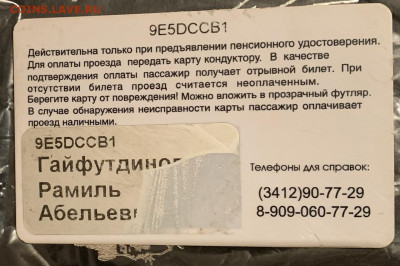 COINS.LAVE.RU
9E5DCCB1
Действительна только при предъявлении пенсионного удостоверения.
Для оплаты проезда передать карту кондуктору. В качестве
подтверждения оплаты пассажир получает отрывной билет. При
отсутствии билета проезд считается неоплаченным.
Берегите карту от повреждения! Можно вложить в прозрачный футляр.
В случае обнаружения неисправности карты пассажир оплачивает
проезд наличными.
9E5DCCB1
Гайфутдинов
Рамиль
Абельеви
Телефоны для справок:
(3412)90-77-29
8-909-060-77-29